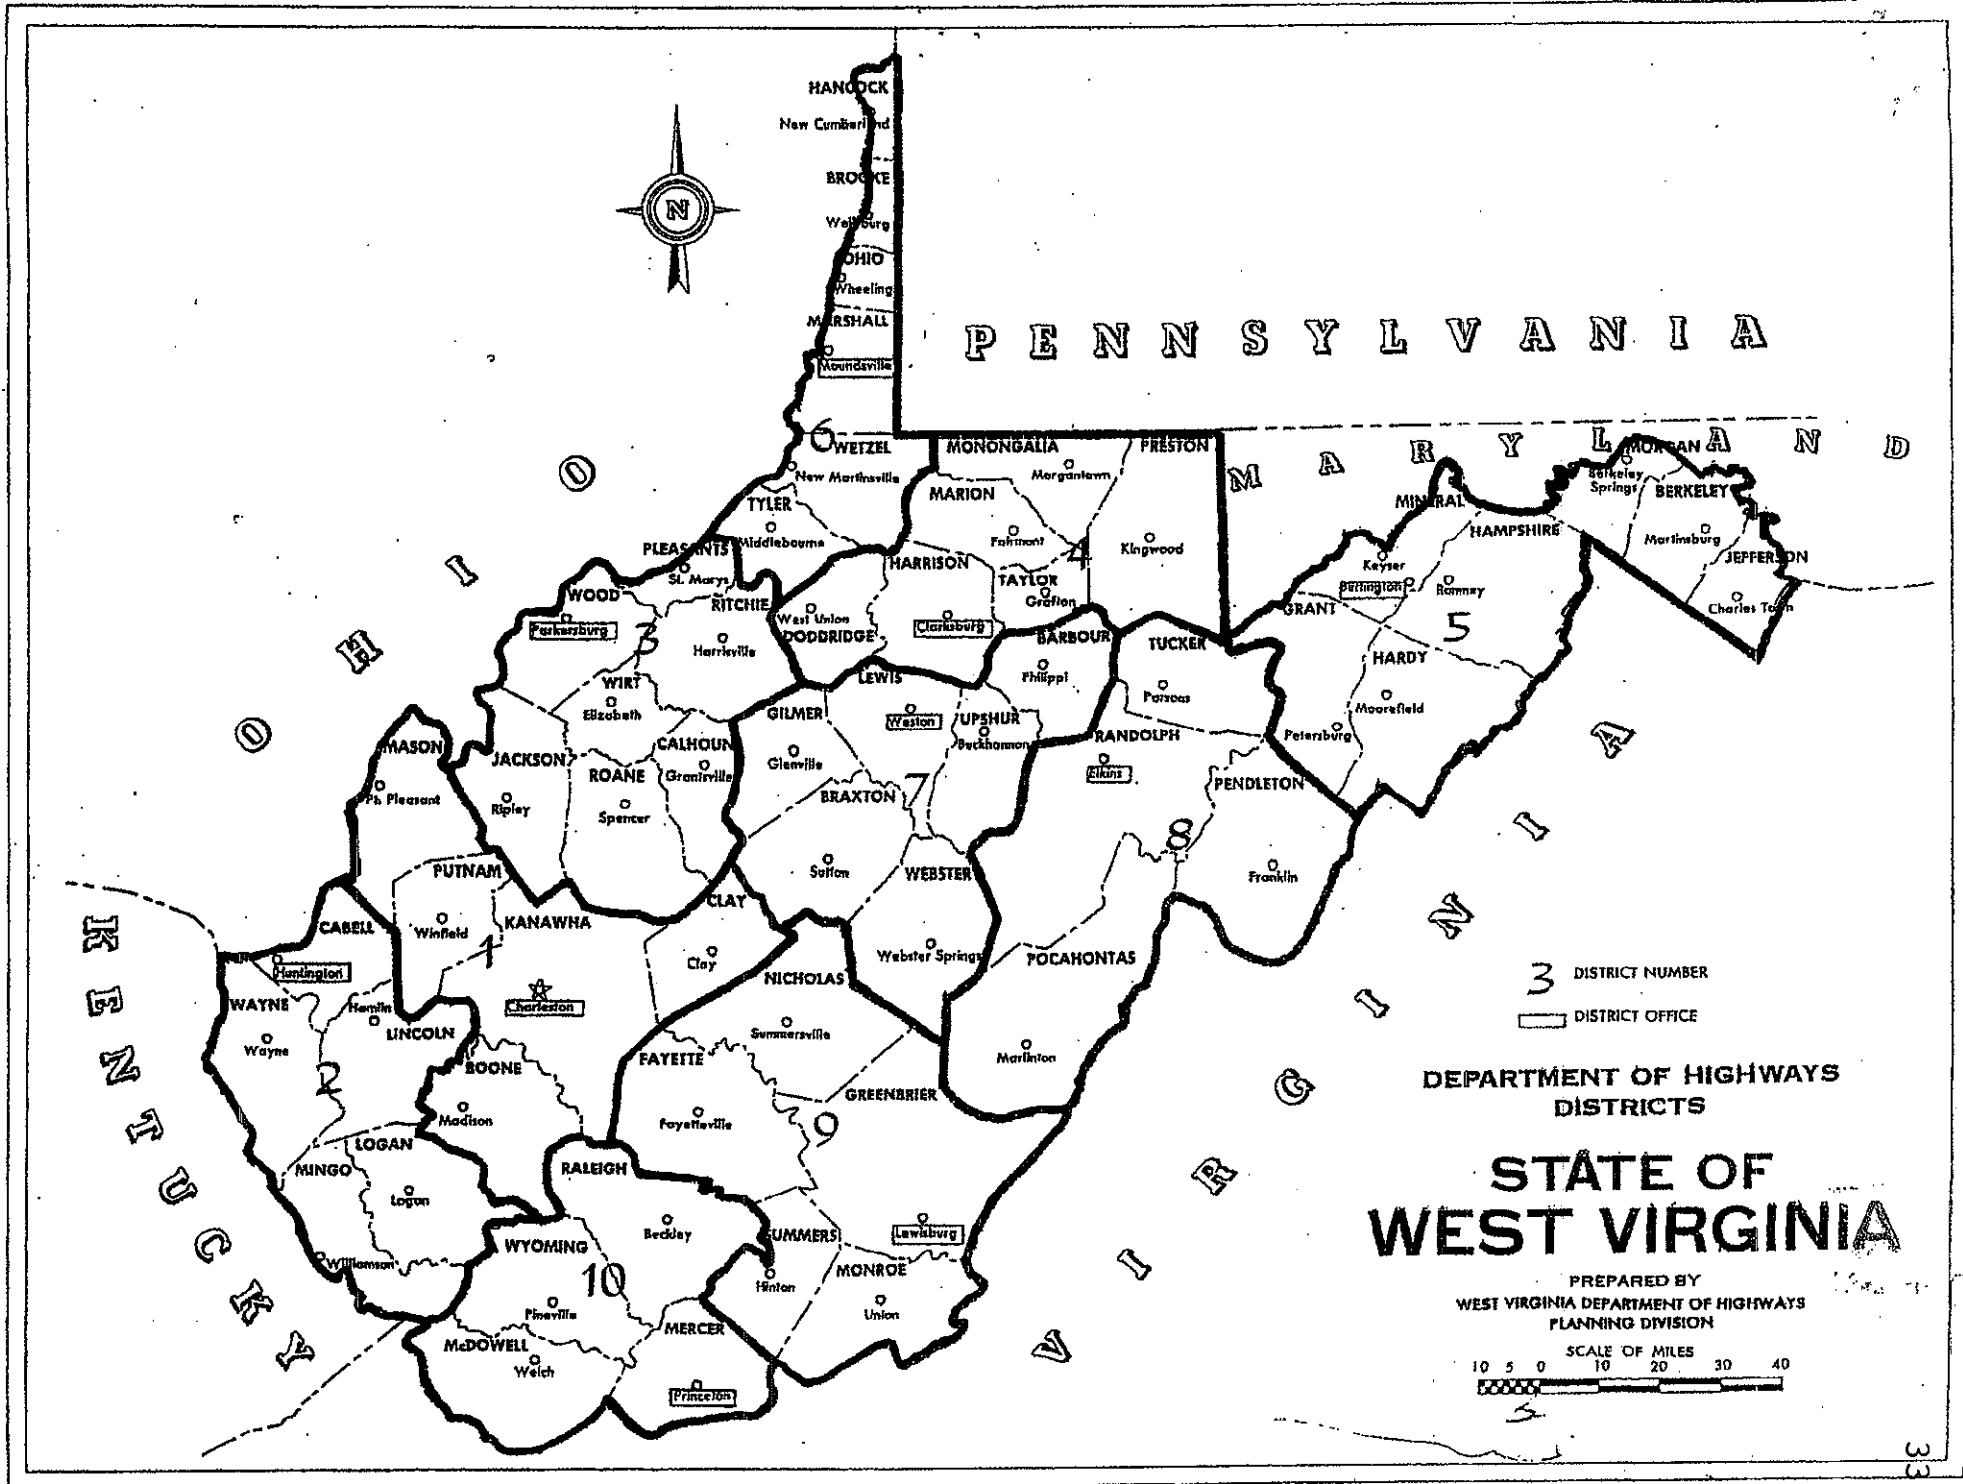 HANCOCK
New Cumberland
BROOKE
Wellsburg
OHIO
Wheeling
MARSHALL
Moundsville
N
PENNSYLVANIA
MARYLAND
OHIO
KENTUCKY
VIRGINIA
6
WETZEL
New Martinsville
TYLER
Middlebourne
MONONGALIA
Morgantown
PRESTON
Kingwood
MARION
Fairmont
4
HARRISON
Clarksburg
TAYLOR
Grafton
West Union
DODDRIDGE
PLEASANTS
St. Marys
WOOD
Parkersburg
RITCHIE
Harrisville
3
WIRT
Elizabeth
CALHOUN
Grantsville
ROANE
Spencer
JACKSON
Ripley
MORGAN
Berkeley
Springs
BERKELEY
Martinsburg
JEFFERSON
Charles Town
MINERAL
Keyser
HAMPSHIRE
Romney
Burlington
GRANT
Petersburg
5
HARDY
Moorefield
BARBOUR
Philippi
LEWIS
Weston
UPSHUR
Buckhannon
GILMER
Glenville
BRAXTON
Sutton
7
WEBSTER
Webster Springs
TUCKER
Parsons
RANDOLPH
Elkins
PENDLETON
Franklin
8
POCAHONTAS
Marlinton
MASON
Pt. Pleasant
PUTNAM
Winfield
1
KANAWHA
Charleston
CLAY
Clay
BOONE
Madison
CABELL
Huntington
WAYNE
Wayne
Hamlin
LINCOLN
2
LOGAN
Logan
MINGO
Williamson
NICHOLAS
Summersville
FAYETTE
Fayetteville
GREENBRIER
Lewisburg
9
SUMMERS
Hinton
MONROE
Union
RALEIGH
Beckley
WYOMING
Pineville
10
McDOWELL
Welch
MERCER
Princeton
3 DISTRICT NUMBER
DISTRICT OFFICE
DEPARTMENT OF HIGHWAYS
DISTRICTS
STATE OF
WEST VIRGINIA
PREPARED BY
WEST VIRGINIA DEPARTMENT OF HIGHWAYS
PLANNING DIVISION
SCALE OF MILES
10 5 0 10 20 30 40
5
33